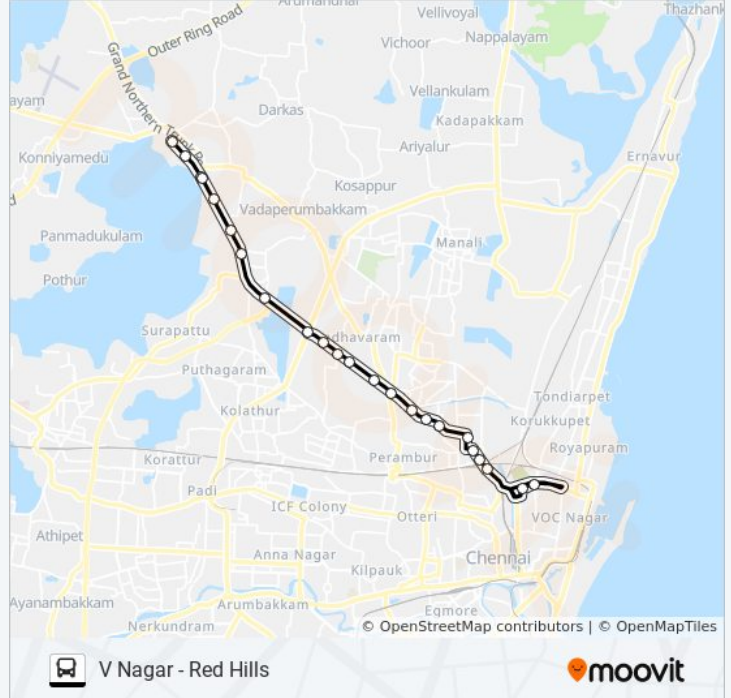 Arumandhai
Thazhank
Vellivoyal
Outer Ring Road
Vichoor
Nappalayam
Grand Northern Trunk R
ayam
Vellankulam
Darkas
Kadapakkam
Ariyalur
Konniyamedu
Ernavur
Kosappur
d
Vadaperumbakkam
Panmadukulam
Manali
Pothur
Surapattu
dhavaram
Puthagaram
Kolathur
Tondiarpet
Korukkupet
Royapuram
Korattur
Perambur
Padi
ICF Colony
Otteri
VOC Nagar
Athipet
Anna Nagar
Chennai
Kilpauk
Ayanambakkam
Arumbakkam
Egmore
Nerkundram
© OpenStreetMap contributors | © OpenMapTiles
V Nagar - Red Hills
moovit